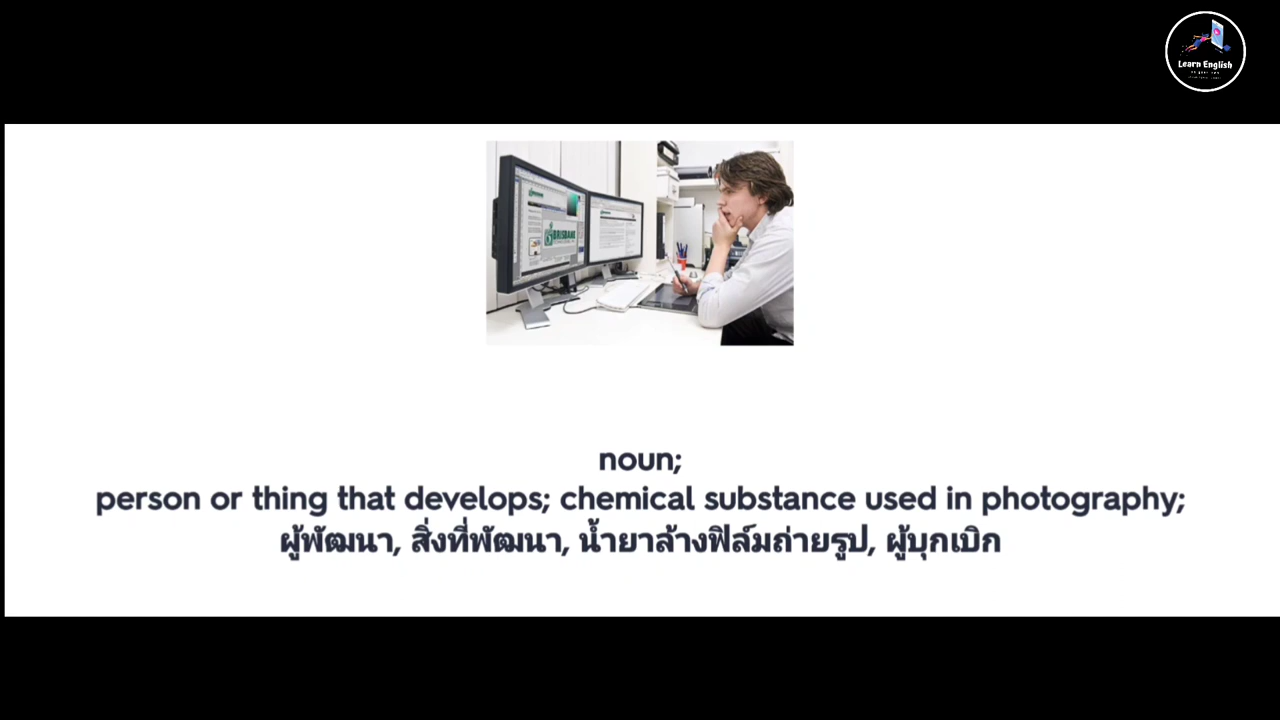 Learn English
BRISBANE
noun;
person or thing that develops; chemical substance used in photography;
ผู้พัฒนา, สิ่งที่พัฒนา, น้ำยาล้างฟิล์มถ่ายรูป, ผู้บุกเบิก